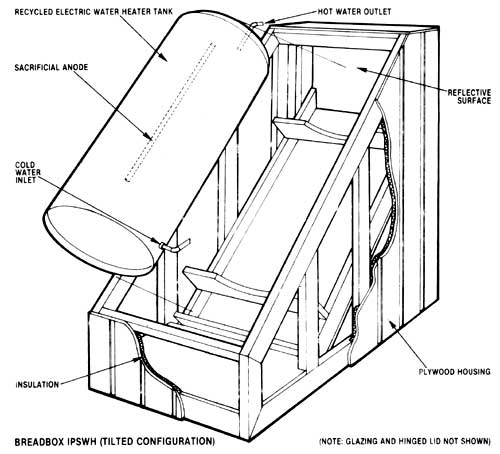 RECYCLED ELECTRIC WATER HEATER TANK
HOT WATER OUTLET
SACRIFICIAL ANODE
REFLECTIVE
SURFACE
COLD
WATER
INLET
INSULATION
PLYWOOD HOUSING
BREADBOX IPSWH (TILTED CONFIGURATION)
(NOTE: GLAZING AND HINGED LID NOT SHOWN)